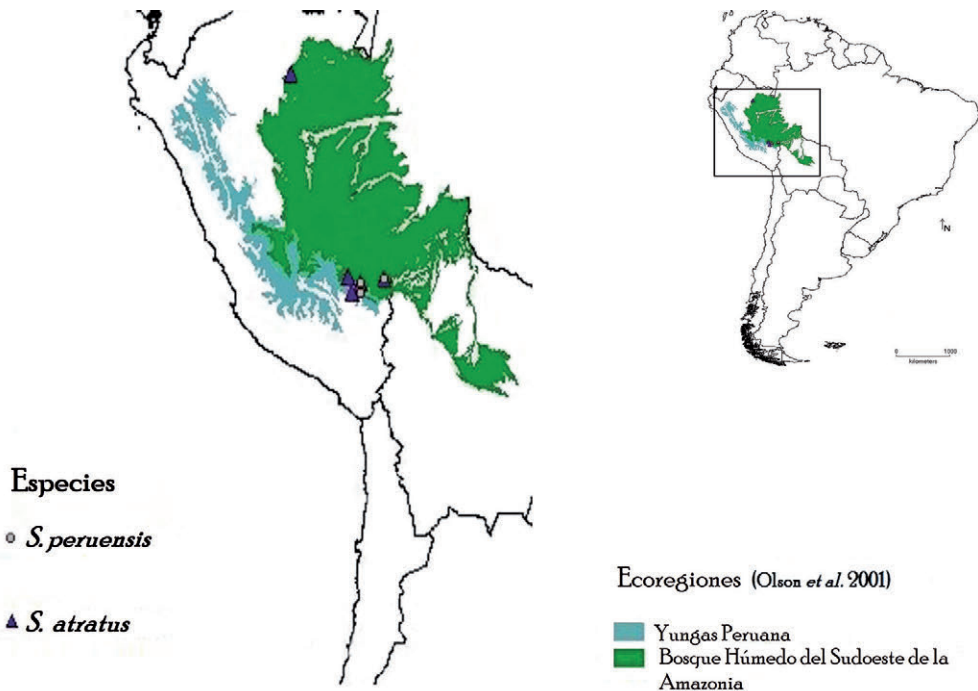 N
0 1000
kilometers
Especies
S. peruensis
S. atratus
Ecoregiones (Olson et al. 2001)
Yungas Peruana
Bosque Húmedo del Sudoeste de la
Amazonia